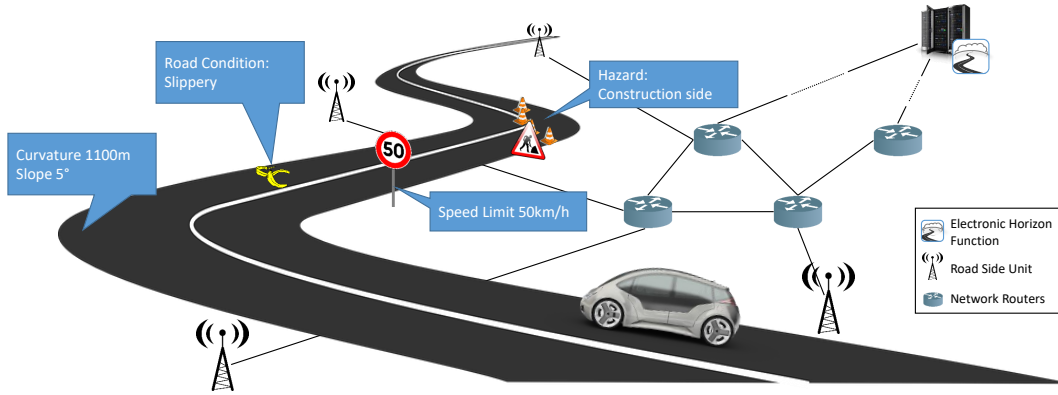 Road Condition:
Slippery
Hazard:
Construction side
Curvature 1100m
Slope 5°
50
Speed Limit 50km/h
Electronic Horizon
Function
Road Side Unit
Network Routers